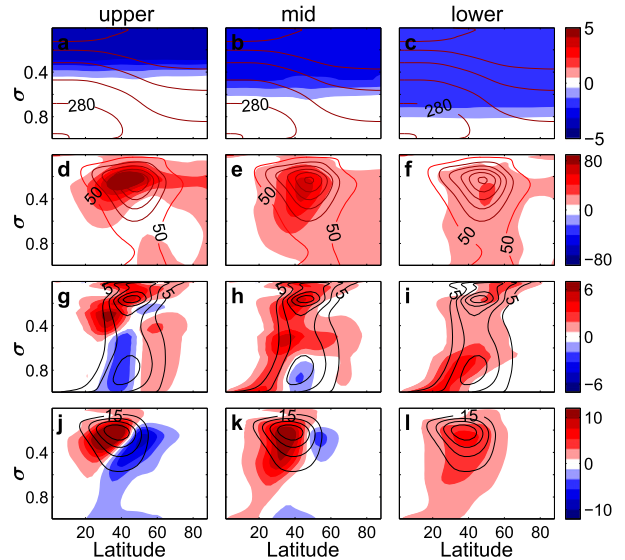 upper mid lower
a b c 5
0.4
σ 0
0.8 280 280 280
−5
d e f 80
50
0.4
σ 0
0.8 50 50 50 50
−80
g h i 6
5 5 5 5 5
0.4
σ 0
0.8
−6
j k l
15 15 15 10
0.4
σ 0
0.8
−10
20 40 60 80 20 40 60 80 20 40 60 80
Latitude Latitude Latitude